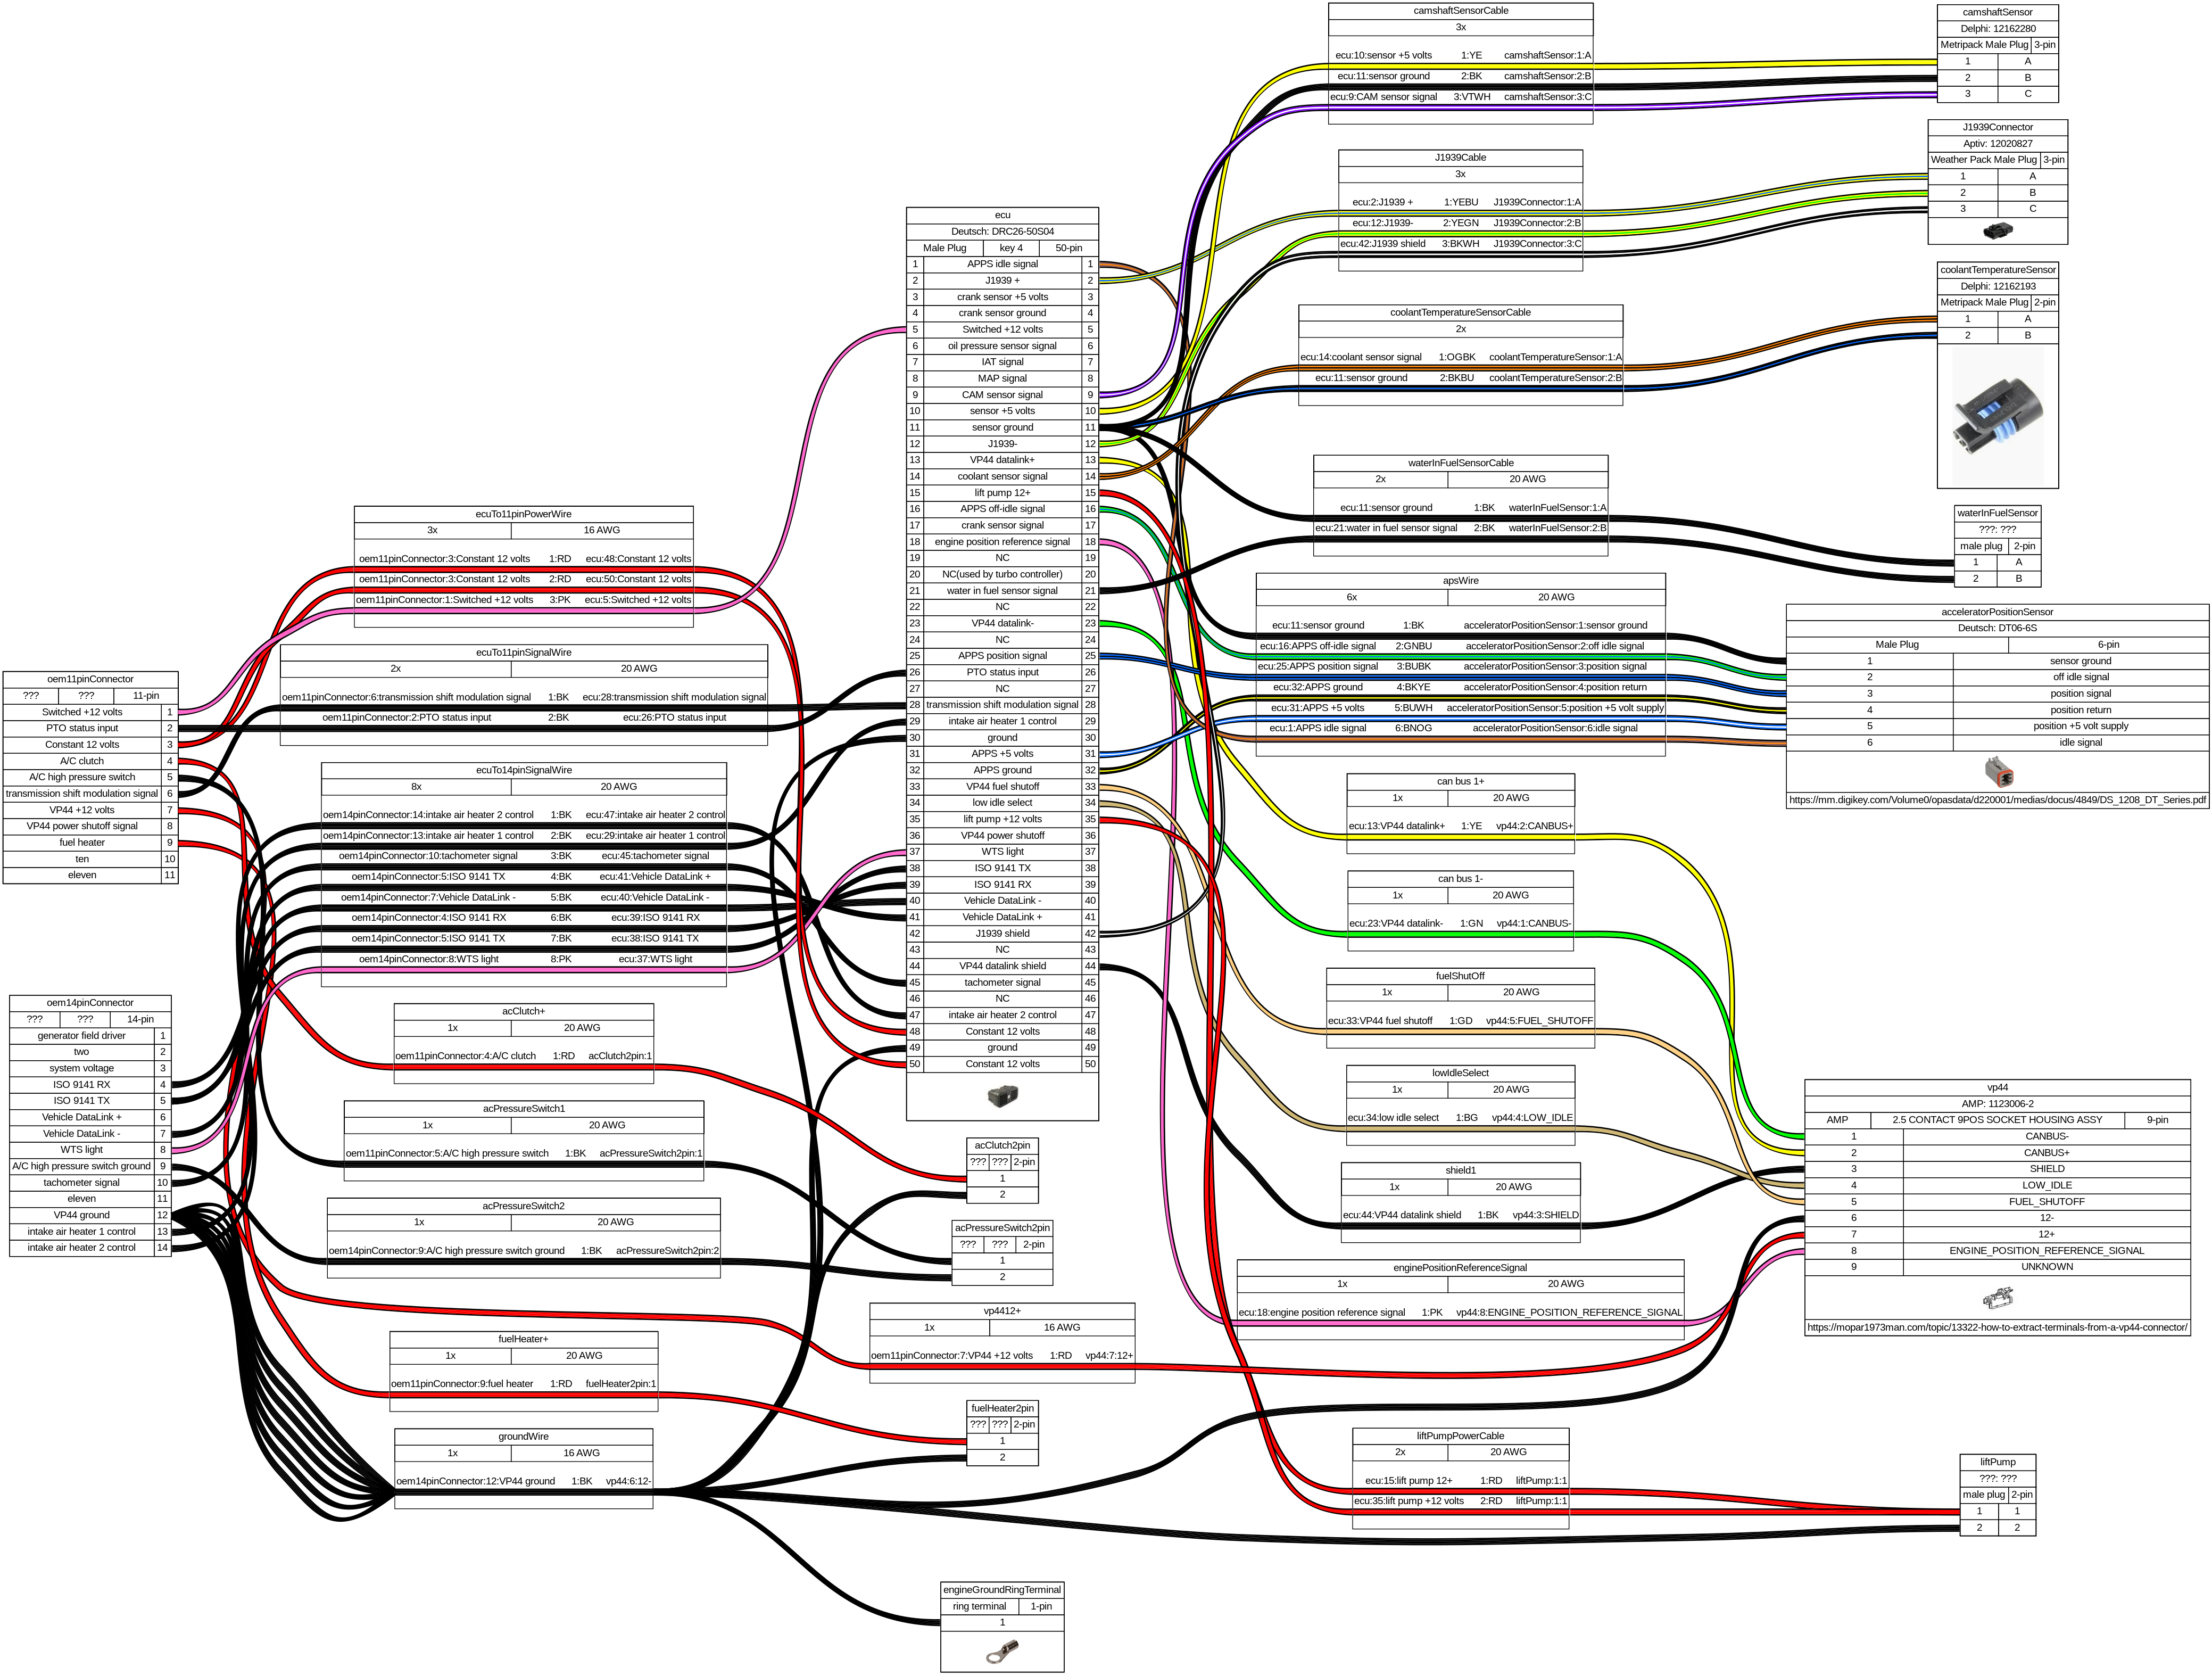 camshaftSensorCable
3x
ecu:10:sensor +5 volts 1:YE camshaftSensor:1:A
ecu:11:sensor ground 2:BK camshaftSensor:2:B
ecu:9:CAM sensor signal 3:VTWH camshaftSensor:3:C
camshaftSensor
Delphi: 12162280
Metripack Male Plug 3-pin
1 A
2 B
3 C
J1939Cable
3x
ecu:2:J1939 + 1:YEBU J1939Connector:1:A
ecu:12:J1939- 2:YEGN J1939Connector:2:B
ecu:42:J1939 shield 3:BKWH J1939Connector:3:C
J1939Connector
Aptiv: 12020827
Weather Pack Male Plug 3-pin
1 A
2 B
3 C
coolantTemperatureSensorCable
2x
ecu:14:coolant sensor signal 1:OGBK coolantTemperatureSensor:1:A
ecu:11:sensor ground 2:BKBU coolantTemperatureSensor:2:B
coolantTemperatureSensor
Delphi: 12162193
Metripack Male Plug 2-pin
1 A
2 B
ecu
Deutsch: DRC26-50S04
Male Plug key 4 50-pin
1 APPS idle signal 1
2 J1939 + 2
3 crank sensor +5 volts 3
4 crank sensor ground 4
5 Switched +12 volts 5
6 oil pressure sensor signal 6
7 IAT signal 7
8 MAP signal 8
9 CAM sensor signal 9
10 sensor +5 volts 10
11 sensor ground 11
12 J1939- 12
13 VP44 datalink+ 13
14 coolant sensor signal 14
15 lift pump 12+ 15
16 APPS off-idle signal 16
17 crank sensor signal 17
18 engine position reference signal 18
19 NC 19
20 NC(used by turbo controller) 20
21 water in fuel sensor signal 21
22 NC 22
23 VP44 datalink- 23
24 NC 24
25 APPS position signal 25
26 PTO status input 26
27 NC 27
28 transmission shift modulation signal 28
29 intake air heater 1 control 29
30 ground 30
31 APPS +5 volts 31
32 APPS ground 32
33 VP44 fuel shutoff 33
34 low idle select 34
35 lift pump +12 volts 35
36 VP44 power shutoff 36
37 WTS light 37
38 ISO 9141 TX 38
39 ISO 9141 RX 39
40 Vehicle DataLink - 40
41 Vehicle DataLink + 41
42 J1939 shield 42
43 NC 43
44 VP44 datalink shield 44
45 tachometer signal 45
46 NC 46
47 intake air heater 2 control 47
48 Constant 12 volts 48
49 ground 49
50 Constant 12 volts 50
waterInFuelSensorCable
2x 20 AWG
ecu:11:sensor ground 1:BK waterInFuelSensor:1:A
ecu:21:water in fuel sensor signal 2:BK waterInFuelSensor:2:B
waterInFuelSensor
???: ???
male plug 2-pin
1 A
2 B
ecuTo11pinPowerWire
3x 16 AWG
oem11pinConnector:3:Constant 12 volts 1:RD ecu:48:Constant 12 volts
oem11pinConnector:3:Constant 12 volts 2:RD ecu:50:Constant 12 volts
oem11pinConnector:1:Switched +12 volts 3:PK ecu:5:Switched +12 volts
apsWire
6x 20 AWG
ecu:11:sensor ground 1:BK acceleratorPositionSensor:1:sensor ground
ecu:16:APPS off-idle signal 2:GNBU acceleratorPositionSensor:2:off idle signal
ecu:25:APPS position signal 3:BUBK acceleratorPositionSensor:3:position signal
ecu:32:APPS ground 4:BKYE acceleratorPositionSensor:4:position return
ecu:31:APPS +5 volts 5:BUWH acceleratorPositionSensor:5:position +5 volt supply
ecu:1:APPS idle signal 6:BNOG acceleratorPositionSensor:6:idle signal
acceleratorPositionSensor
Deutsch: DT06-6S
Male Plug 6-pin
1 sensor ground
2 off idle signal
3 position signal
4 position return
5 position +5 volt supply
6 idle signal
https://mm.digikey.com/Volume0/opasdata/d220001/medias/docus/4849/DS_1208_DT_Series.pdf
ecuTo11pinSignalWire
2x 20 AWG
oem11pinConnector:6:transmission shift modulation signal 1:BK ecu:28:transmission shift modulation signal
oem11pinConnector:2:PTO status input 2:BK ecu:26:PTO status input
oem11pinConnector
??? ??? 11-pin
Switched +12 volts 1
PTO status input 2
Constant 12 volts 3
A/C clutch 4
A/C high pressure switch 5
transmission shift modulation signal 6
VP44 +12 volts 7
VP44 power shutoff signal 8
fuel heater 9
ten 10
eleven 11
ecuTo14pinSignalWire
8x 20 AWG
oem14pinConnector:14:intake air heater 2 control 1:BK ecu:47:intake air heater 2 control
oem14pinConnector:13:intake air heater 1 control 2:BK ecu:29:intake air heater 1 control
oem14pinConnector:10:tachometer signal 3:BK ecu:45:tachometer signal
oem14pinConnector:5:ISO 9141 TX 4:BK ecu:41:Vehicle DataLink +
oem14pinConnector:7:Vehicle DataLink - 5:BK ecu:40:Vehicle DataLink -
oem14pinConnector:4:ISO 9141 RX 6:BK ecu:39:ISO 9141 RX
oem14pinConnector:5:ISO 9141 TX 7:BK ecu:38:ISO 9141 TX
oem14pinConnector:8:WTS light 8:PK ecu:37:WTS light
can bus 1+
1x 20 AWG
ecu:13:VP44 datalink+ 1:YE vp44:2:CANBUS+
can bus 1-
1x 20 AWG
ecu:23:VP44 datalink- 1:GN vp44:1:CANBUS-
fuelShutOff
1x 20 AWG
ecu:33:VP44 fuel shutoff 1:GD vp44:5:FUEL_SHUTOFF
lowIdleSelect
1x 20 AWG
ecu:34:low idle select 1:BG vp44:4:LOW_IDLE
shield1
1x 20 AWG
ecu:44:VP44 datalink shield 1:BK vp44:3:SHIELD
enginePositionReferenceSignal
1x 20 AWG
ecu:18:engine position reference signal 1:PK vp44:8:ENGINE_POSITION_REFERENCE_SIGNAL
vp44
AMP: 1123006-2
AMP 2.5 CONTACT 9POS SOCKET HOUSING ASSY 9-pin
1 CANBUS-
2 CANBUS+
3 SHIELD
4 LOW_IDLE
5 FUEL_SHUTOFF
6 12-
7 12+
8 ENGINE_POSITION_REFERENCE_SIGNAL
9 UNKNOWN
https://mopar1973man.com/topic/13322-how-to-extract-terminals-from-a-vp44-connector/
oem14pinConnector
??? ??? 14-pin
generator field driver 1
two 2
system voltage 3
ISO 9141 RX 4
ISO 9141 TX 5
Vehicle DataLink + 6
Vehicle DataLink - 7
WTS light 8
A/C high pressure switch ground 9
tachometer signal 10
eleven 11
VP44 ground 12
intake air heater 1 control 13
intake air heater 2 control 14
acClutch+
1x 20 AWG
oem11pinConnector:4:A/C clutch 1:RD acClutch2pin:1
acPressureSwitch1
1x 20 AWG
oem11pinConnector:5:A/C high pressure switch 1:BK acPressureSwitch2pin:1
acPressureSwitch2
1x 20 AWG
oem14pinConnector:9:A/C high pressure switch ground 1:BK acPressureSwitch2pin:2
acClutch2pin
??? ??? 2-pin
1
2
acPressureSwitch2pin
??? ??? 2-pin
1
2
vp4412+
1x 16 AWG
oem11pinConnector:7:VP44 +12 volts 1:RD vp44:7:12+
fuelHeater+
1x 20 AWG
oem11pinConnector:9:fuel heater 1:RD fuelHeater2pin:1
fuelHeater2pin
??? ??? 2-pin
1
2
groundWire
1x 16 AWG
oem14pinConnector:12:VP44 ground 1:BK vp44:6:12-
liftPumpPowerCable
2x 20 AWG
ecu:15:lift pump 12+ 1:RD liftPump:1:1
ecu:35:lift pump +12 volts 2:RD liftPump:1:1
liftPump
???: ???
male plug 2-pin
1 1
2 2
engineGroundRingTerminal
ring terminal 1-pin
1